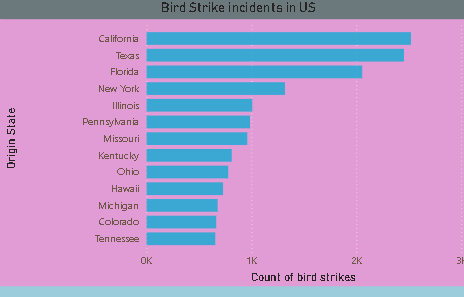 Bird Strike incidents in US
Origin State
California
Texas
Florida
New York
Illinois
Pennsylvania
Missouri
Kentucky
Ohio
Hawaii
Michigan
Colorado
Tennessee
0K 1K 2K 3K
Count of bird strikes